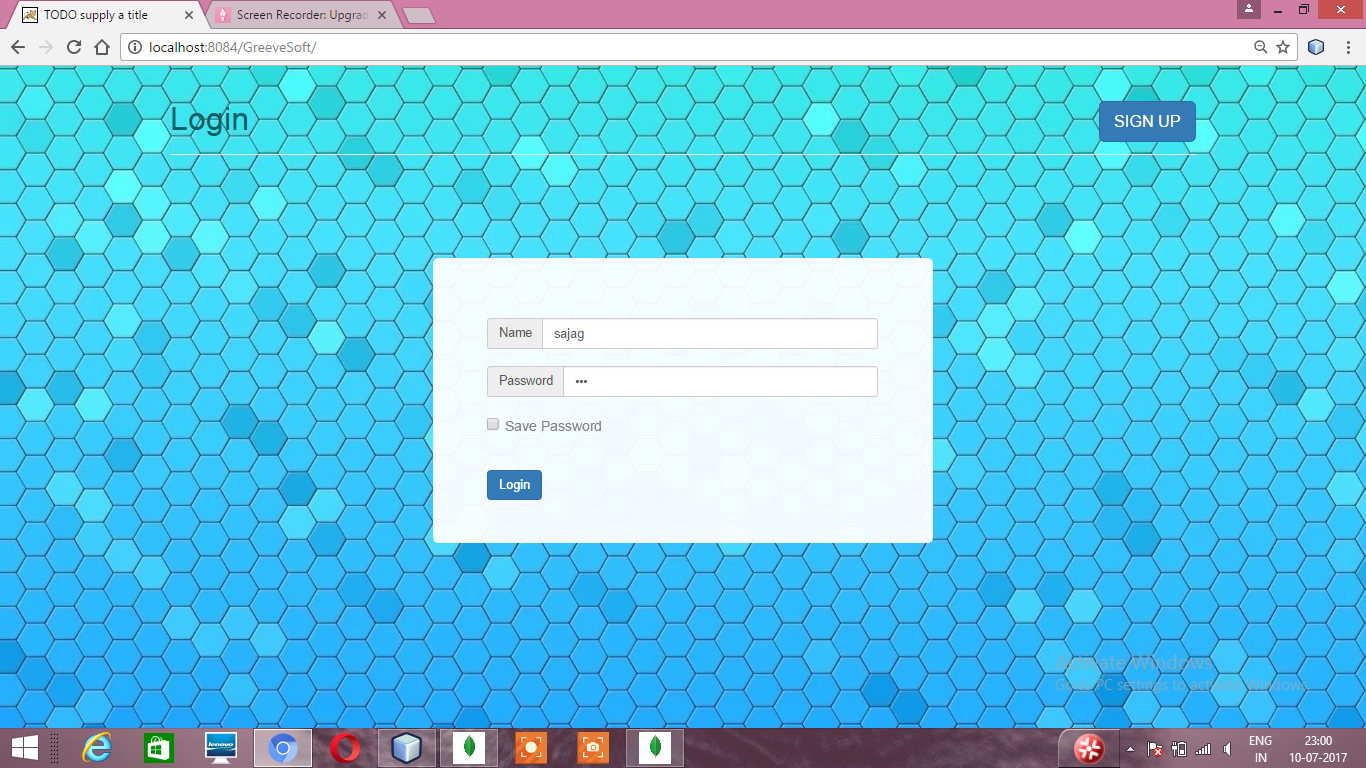 TODO supply a title
Screen Recorder: Upgrad
localhost:8084/GreeveSoft/
Login
SIGN UP
Name
sajag
Password
•••
Save Password
Login
Activate Windows
Go to PC settings to activate Windows.
lenovo
ENG
IN
23:00
10-07-2017